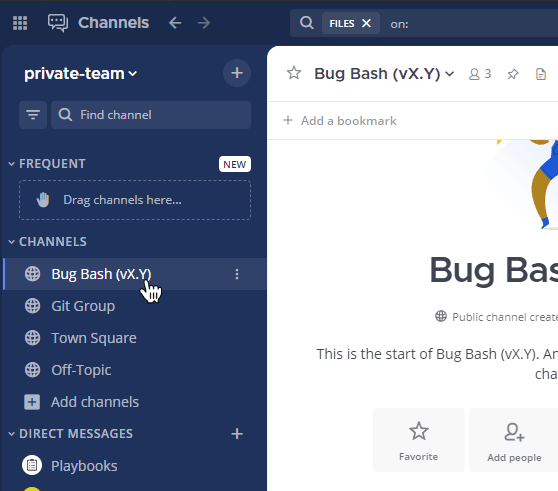 Channels
FILES
on:
private-team
Find channel
FREQUENT
NEW
Drag channels here...
CHANNELS
Bug Bash (vX.Y)
Git Group
Town Square
Off-Topic
Add channels
DIRECT MESSAGES
Playbooks
Bug Bash (vX.Y)
3
Add a bookmark
Bug Bas
Public channel create
This is the start of Bug Bash (vX.Y). An
cha
Favorite
Add people